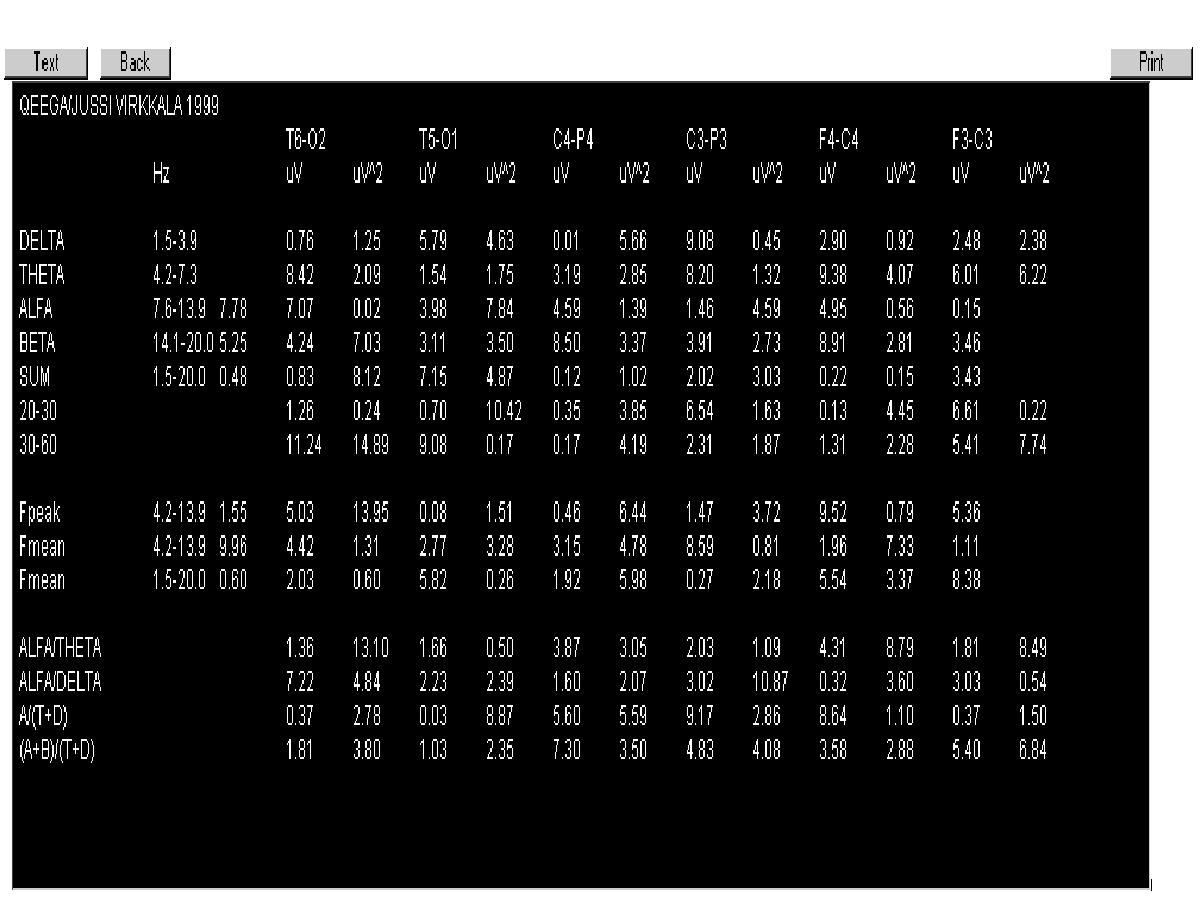 Text Back Print
QEEGA/JUSSI VIRKKALA 1999
T6-O2 T5-O1 C4-P4 C3-P3 F4-C4 F3-C3
Hz uV uV^2 uV uV^2 uV uV^2 uV uV^2 uV uV^2 uV uV^2
DELTA 1.5-3.9 0.76 1.25 5.79 4.63 0.01 5.66 9.08 0.45 2.90 0.92 2.48 2.38
THETA 4.2-7.3 8.42 2.09 1.54 1.75 3.19 2.85 8.20 1.32 9.38 4.07 6.01 6.22
ALFA 7.6-13.9 7.78 7.07 0.02 3.98 7.84 4.59 1.39 1.46 4.59 4.95 0.56 0.15
BETA 14.1-20.0 5.25 4.24 7.03 3.11 3.50 8.50 3.37 3.91 2.73 8.91 2.81 3.46
SUM 1.5-20.0 0.48 0.83 8.12 7.15 4.87 0.12 1.02 2.02 3.03 0.22 0.15 3.43
20-30 1.26 0.24 0.70 10.42 0.35 3.85 6.54 1.63 0.13 4.45 6.61 0.22
30-60 11.24 14.89 9.08 0.17 0.17 4.19 2.31 1.87 1.31 2.28 5.41 7.74
Fpeak 4.2-13.9 1.55 5.03 13.95 0.08 1.51 0.46 6.44 1.47 3.72 9.52 0.79 5.36
Fmean 4.2-13.9 9.96 4.42 1.31 2.77 3.28 3.15 4.78 8.59 0.81 1.96 7.33 1.11
Fmean 1.5-20.0 0.60 2.03 0.60 5.82 0.26 1.92 5.98 0.27 2.18 5.54 3.37 8.38
ALFA/THETA 1.36 13.10 1.66 0.50 3.87 3.05 2.03 1.09 4.31 8.79 1.81 8.49
ALFA/DELTA 7.22 4.84 2.23 2.39 1.60 2.07 3.02 10.87 0.32 3.60 3.03 0.54
A/(T+D) 0.37 2.78 0.03 8.87 5.60 5.59 9.17 2.86 8.64 1.10 0.37 1.50
(A+B)/(T+D) 1.81 3.80 1.03 2.35 7.30 3.50 4.83 4.08 3.58 2.88 5.40 6.84